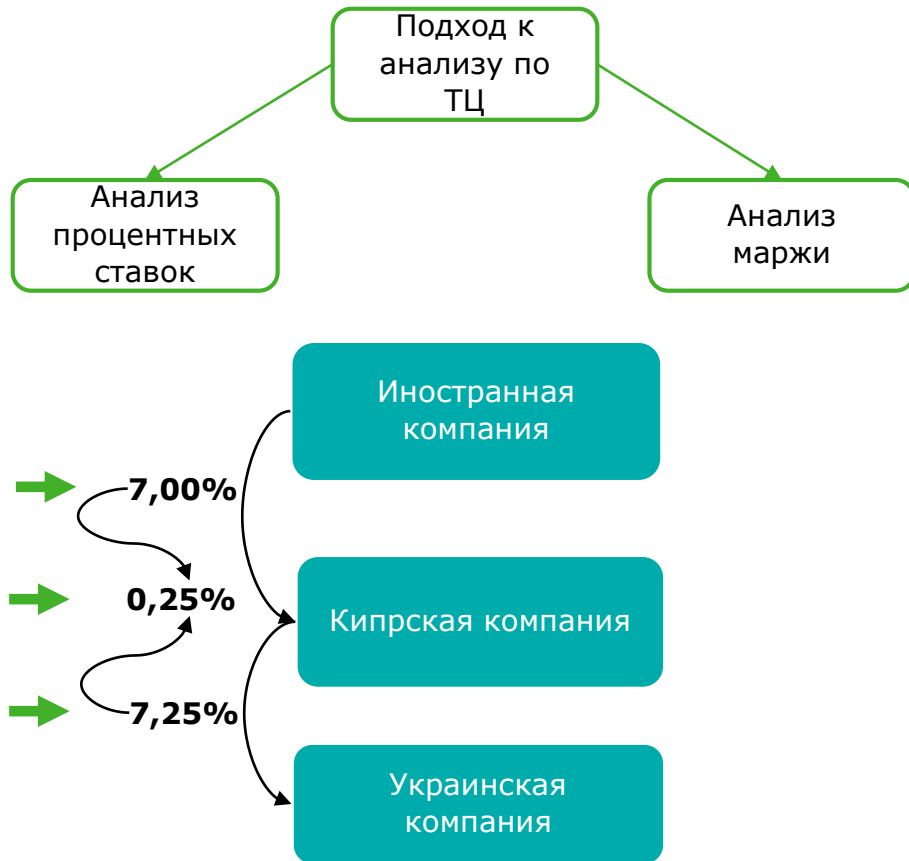 Подход к
анализу по
ТЦ
Анализ
процентных
ставок
Анализ
маржи
Иностранная
компания
7,00%
0,25%
Кипрская компания
7,25%
Украинская
компания